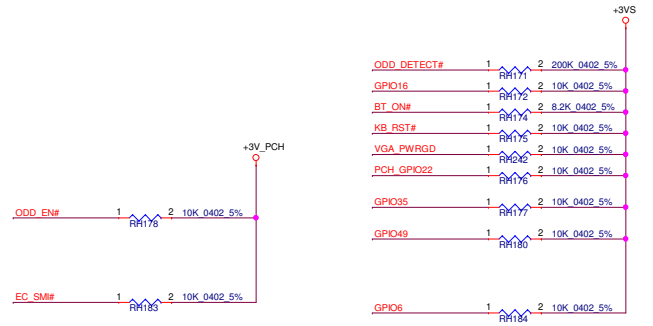 +3VS
ODD_DETECT# 1 2 200K_0402_5%
RH171
GPIO16 1 2 10K_0402_5%
RH172
BT_ON# 1 2 8.2K_0402_5%
RH174
KB_RST# 1 2 10K_0402_5%
RH175
VGA_PWRGD 1 2 10K_0402_5%
RH242
PCH_GPIO22 1 2 10K_0402_5%
RH176
GPIO35 1 2 10K_0402_5%
RH177
GPIO49 1 2 10K_0402_5%
RH180
GPIO6 1 2 10K_0402_5%
RH184
+3V_PCH
ODD_EN# 1 2 10K_0402_5%
RH178
EC_SMI# 1 2 10K_0402_5%
RH183